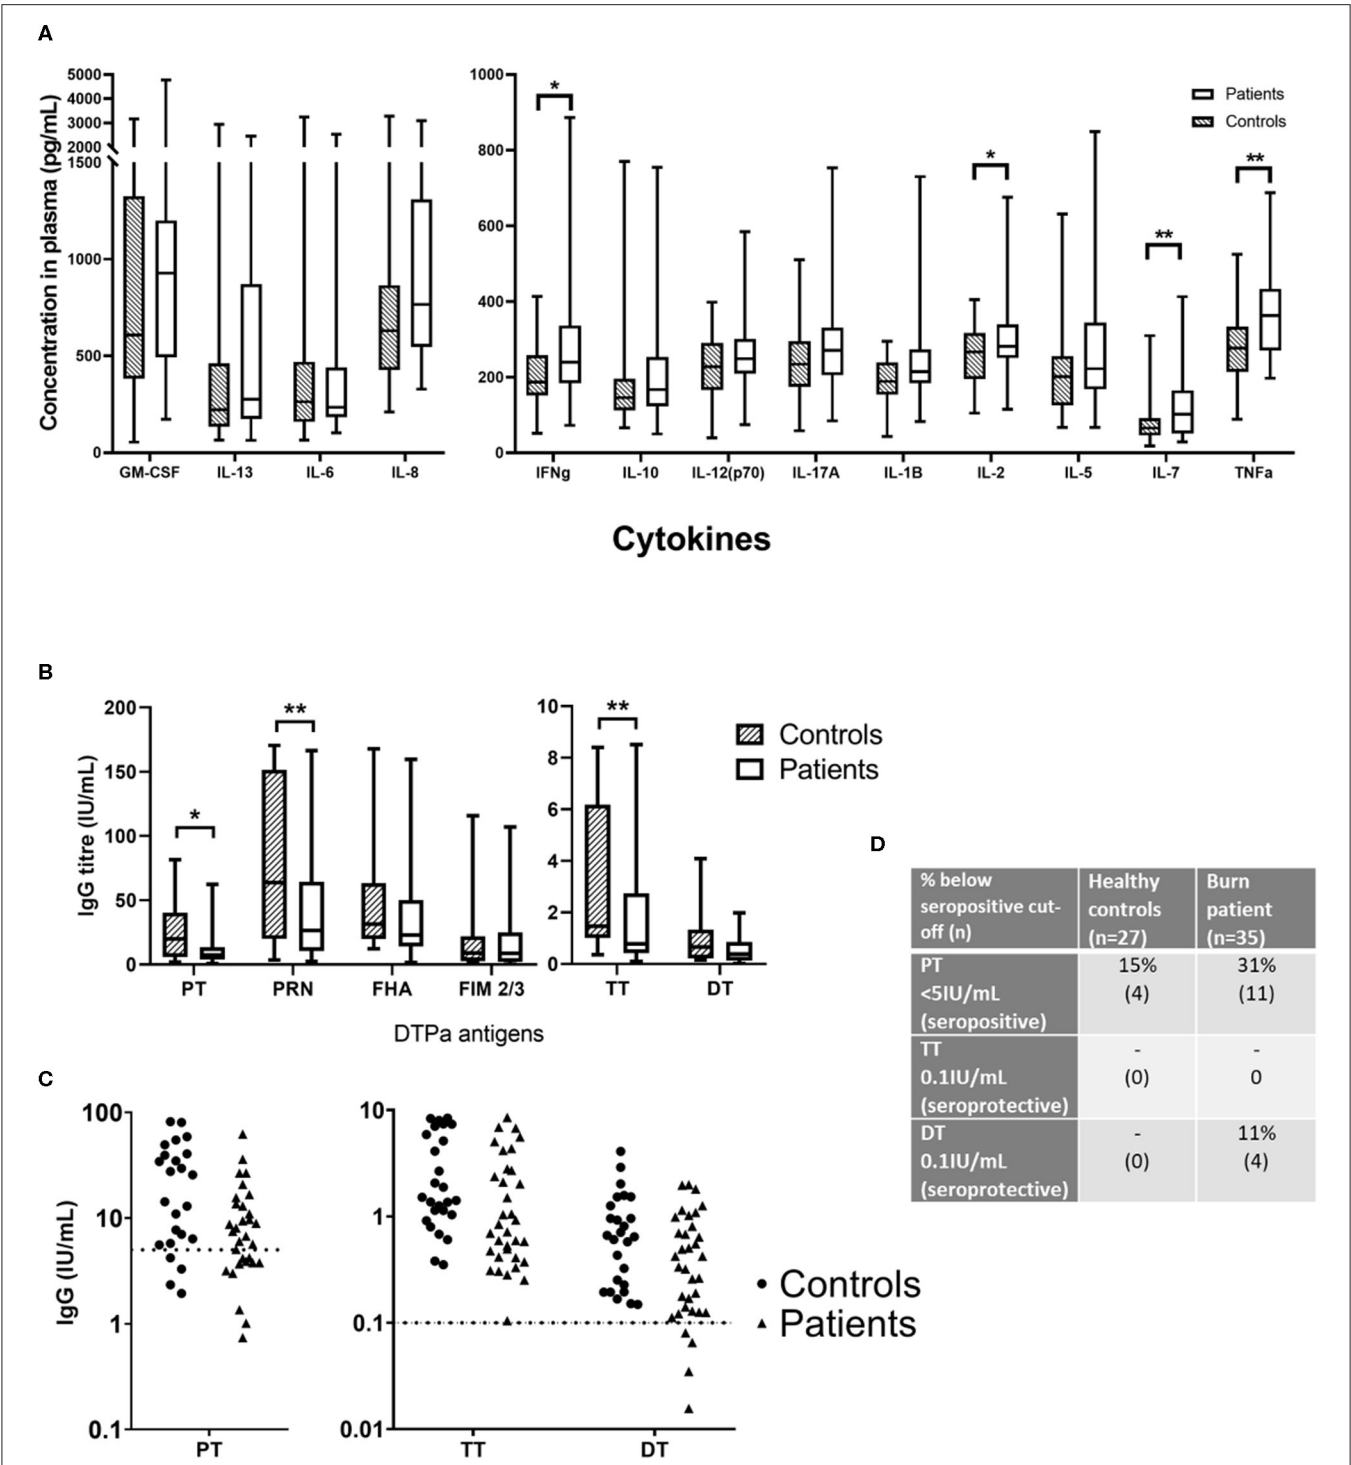 A
Concentration in plasma (pg/mL)
5000
4000
3000
2000
1500
1000
500
0
GM-CSF IL-13 IL-6 IL-8
1000
800
600
400
200
0
* * ** **
Patients
Controls
IFNg IL-10 IL-12(p70) IL-17A IL-1B IL-2 IL-5 IL-7 TNFa
Cytokines
B
IgG titre (IU/mL)
200
150
100
50
0
* **
PT PRN FHA FIM 2/3
10
8
6
4
2
0
**
TT DT
Controls
Patients
DTPa antigens
C
IgG (IU/mL)
100
10
1
0.1
PT
10
1
0.1
0.01
TT DT
Controls
Patients
D
% below
seropositive cut-
off (n)
Healthy
controls
(n=27)
Burn
patient
(n=35)
PT
<5IU/mL
(seropositive)
15%
(4)
31%
(11)
TT
0.1IU/mL
(seroprotective)
-
(0)
-
0
DT
0.1IU/mL
(seroprotective)
-
(0)
11%
(4)